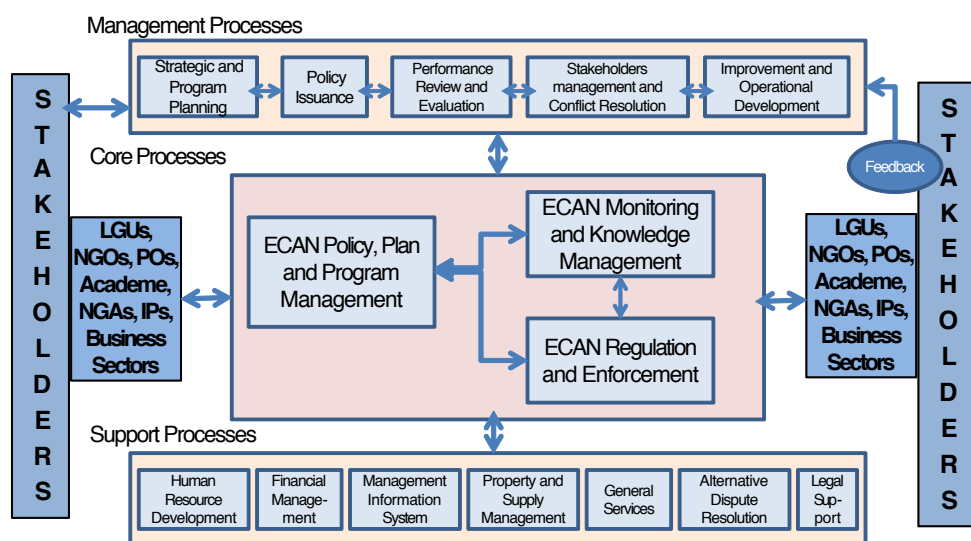 Management Processes
Strategic and
Program
Planning
Policy
Issuance
Performance
Review and
Evaluation
Stakeholders
management and
Conflict Resolution
Improvement and
Operational
Development
STAKEHOLDERS
Feedback
STAKEHOLDERS
Core Processes
LGUs,
NGOs, POs,
Academe,
NGAs, IPs,
Business
Sectors
ECAN Policy, Plan
and Program
Management
ECAN Monitoring
and Knowledge
Management
ECAN Regulation
and Enforcement
LGUs,
NGOs, POs,
Academe,
NGAs, IPs,
Business
Sectors
Support Processes
Human
Resource
Development
Financial
Manage-
ment
Management
Information
System
Property and
Supply
Management
General
Services
Alternative
Dispute
Resolution
Legal
Sup-
port